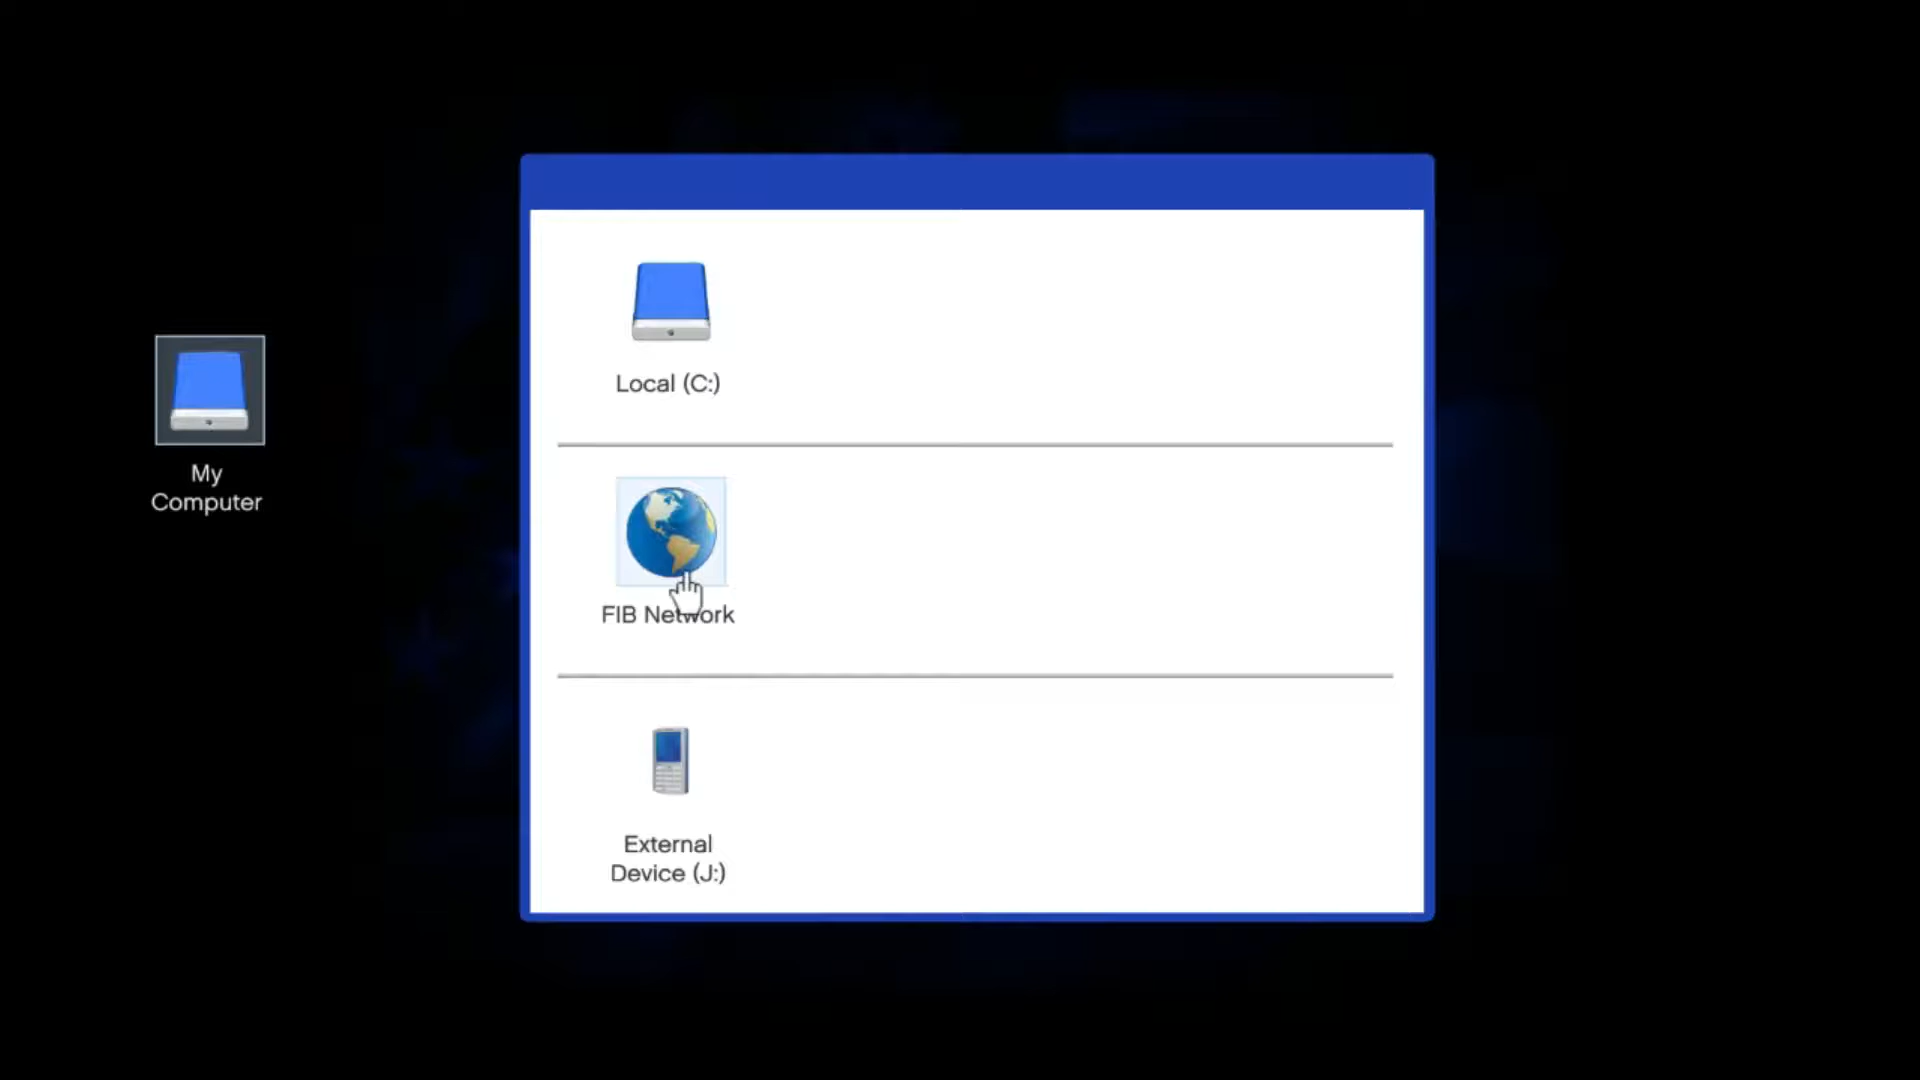 My
Computer
Local (C:)
FIB Network
External
Device (J:)